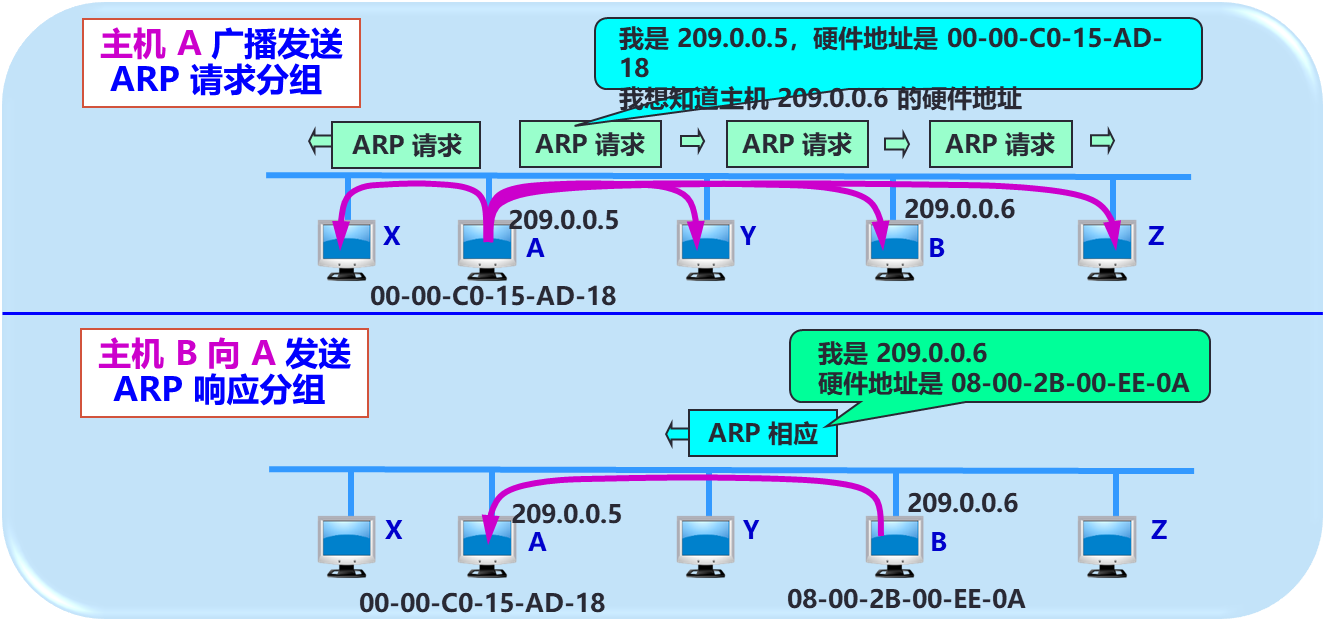 主机 A 广播发送
ARP 请求分组
我是 209.0.0.5，硬件地址是 00-00-C0-15-AD-
18
我想知道主机 209.0.0.6 的硬件地址
ARP 请求
ARP 请求
ARP 请求
ARP 请求
209.0.0.5
209.0.0.6
X
A
Y
B
Z
00-00-C0-15-AD-18
主机 B 向 A 发送
ARP 响应分组
我是 209.0.0.6
硬件地址是 08-00-2B-00-EE-0A
ARP 相应
209.0.0.5
209.0.0.6
X
A
Y
B
Z
00-00-C0-15-AD-18
08-00-2B-00-EE-0A